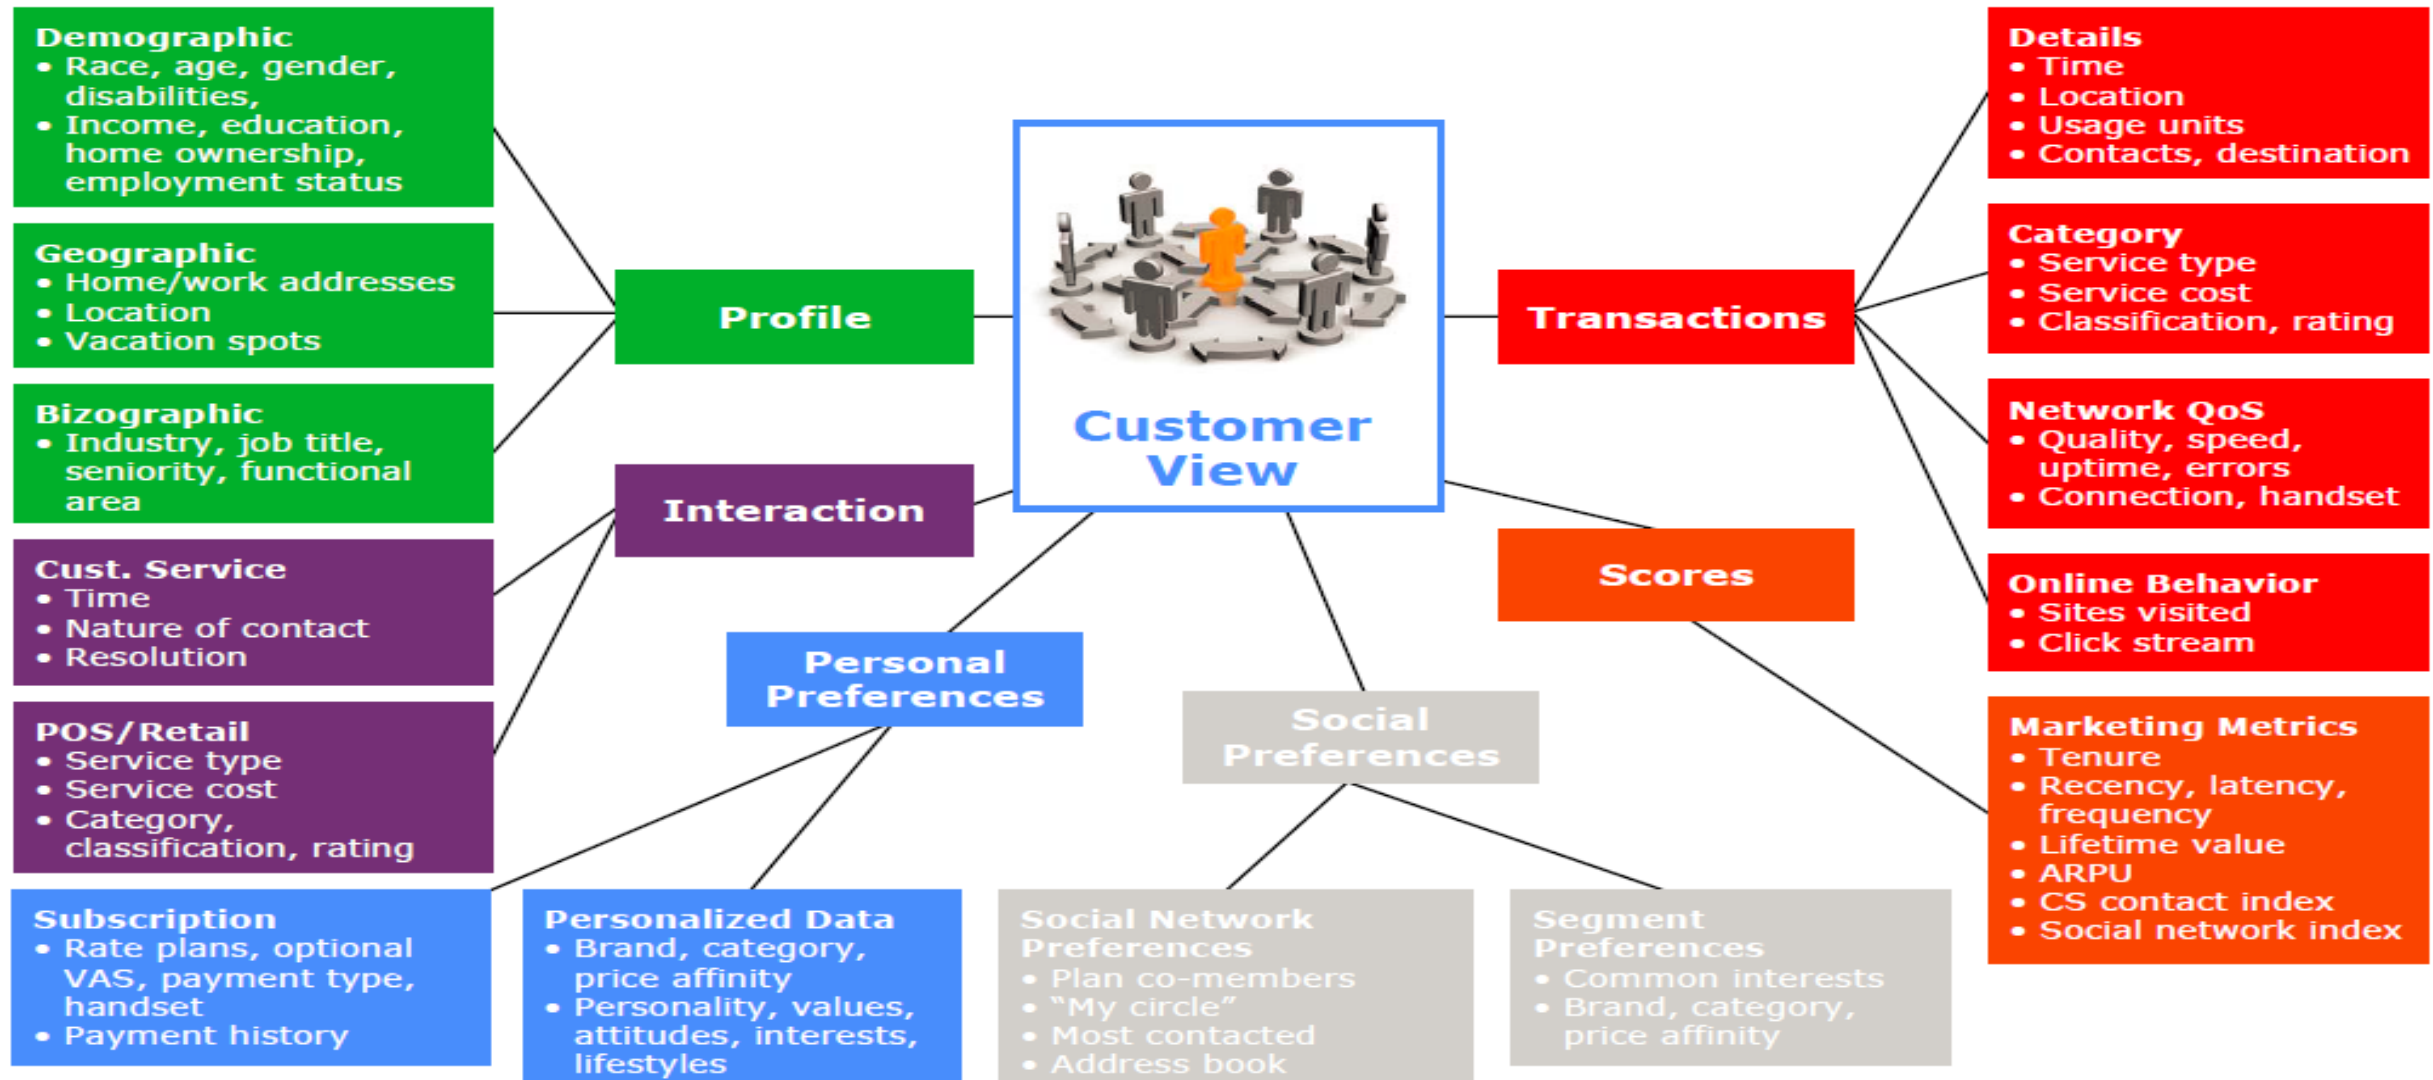 Demographic
• Race, age, gender,
disabilities,
• Income, education,
home ownership,
employment status
Geographic
• Home/work addresses
• Location
• Vacation spots
Bizographic
• Industry, job title,
seniority, functional
area
Cust. Service
• Time
• Nature of contact
• Resolution
POS/Retail
• Service type
• Service cost
• Category,
classification, rating
Profile
Interaction
Customer
View
Personal
Preferences
Social
Preferences
Transactions
Scores
Details
• Time
• Location
• Usage units
• Contacts, destination
Category
• Service type
• Service cost
• Classification, rating
Network QoS
• Quality, speed,
uptime, errors
• Connection, handset
Online Behavior
• Sites visited
• Click stream
Marketing Metrics
• Tenure
• Recency, latency,
frequency
• Lifetime value
• ARPU
• CS contact index
• Social network index
Subscription
• Rate plans, optional
VAS, payment type,
handset
• Payment history
Personalized Data
• Brand, category,
price affinity
• Personality, values,
attitudes, interests,
lifestyles
Social Network
Preferences
• Plan co-members
• “My circle”
• Most contacted
• Address book
Segment
Preferences
• Common interests
• Brand, category,
price affinity